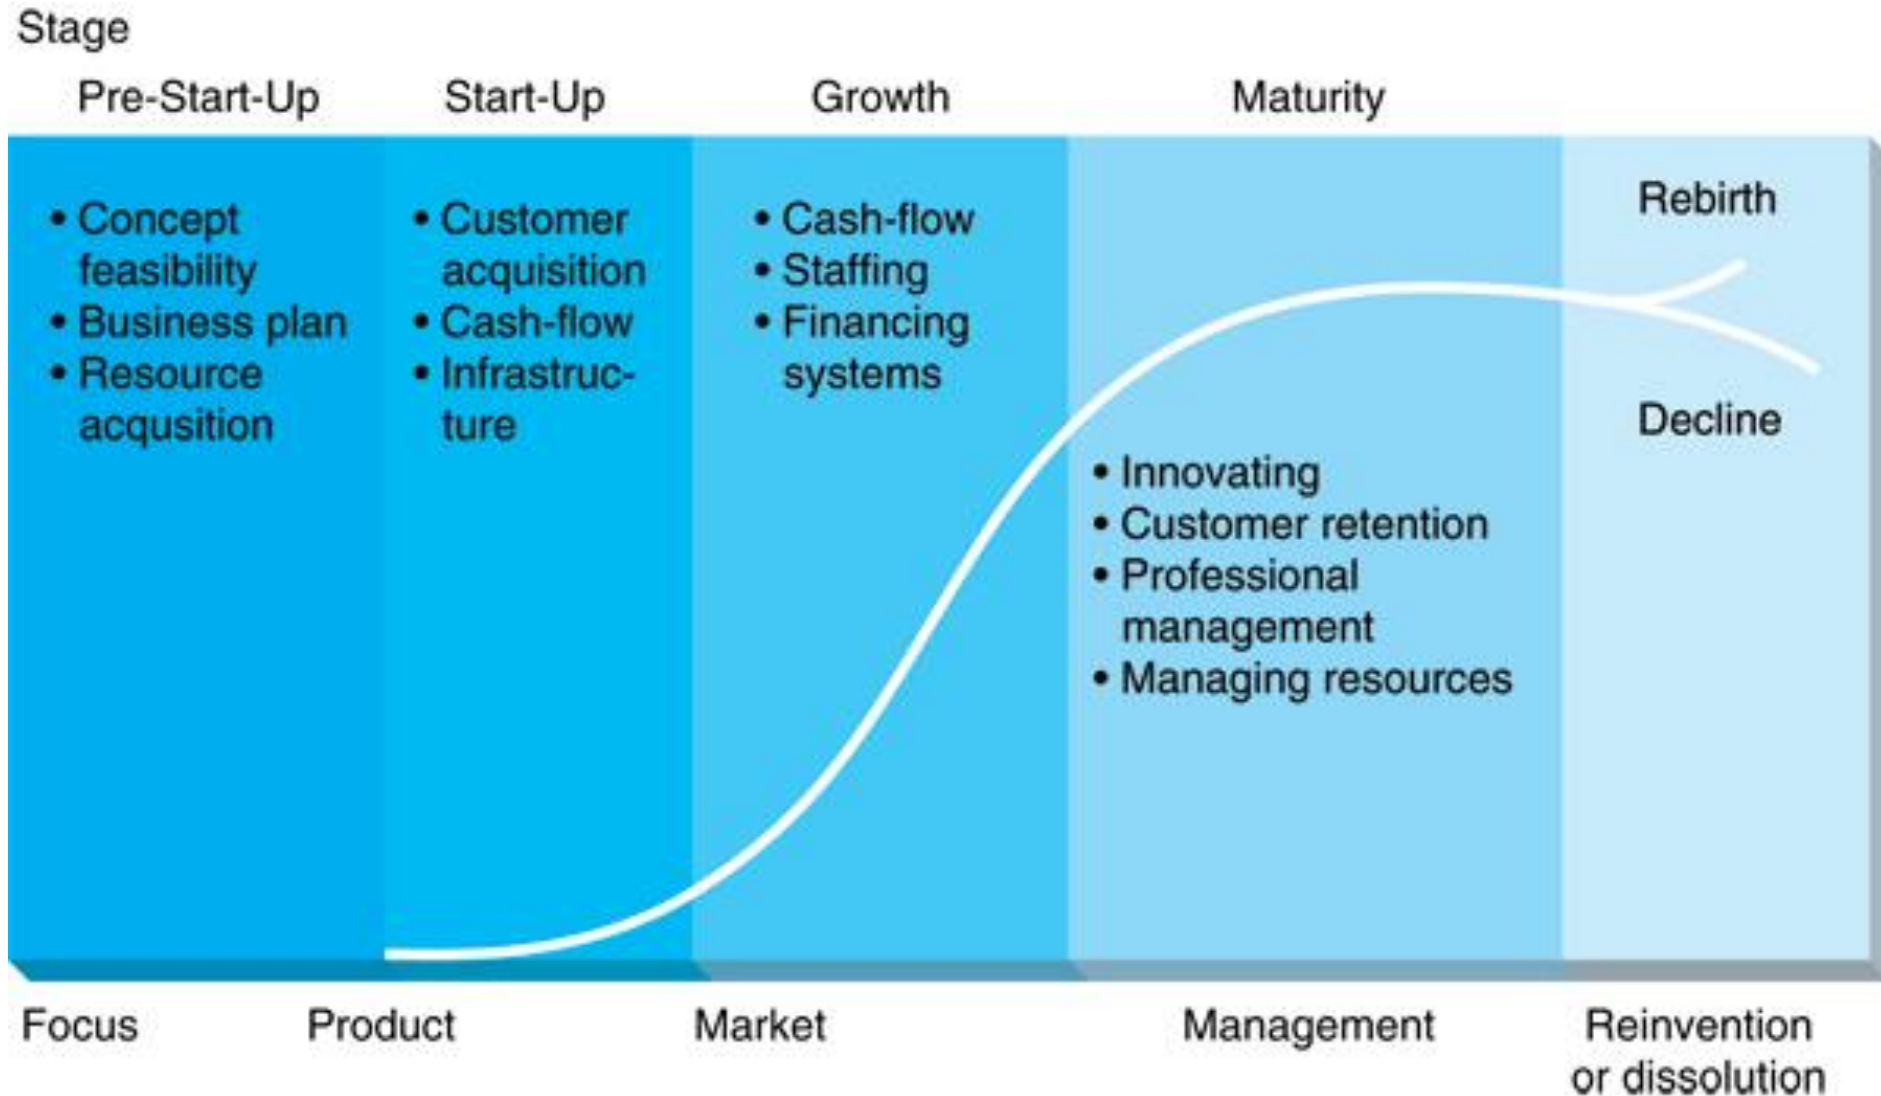 Stage
Pre-Start-Up Start-Up Growth Maturity
• Concept
feasibility
• Business plan
• Resource
acqusition
• Customer
acquisition
• Cash-flow
• Infrastruc-
ture
• Cash-flow
• Staffing
• Financing
systems
• Innovating
• Customer retention
• Professional
management
• Managing resources
Rebirth
Decline
Focus Product Market Management Reinvention
or dissolution